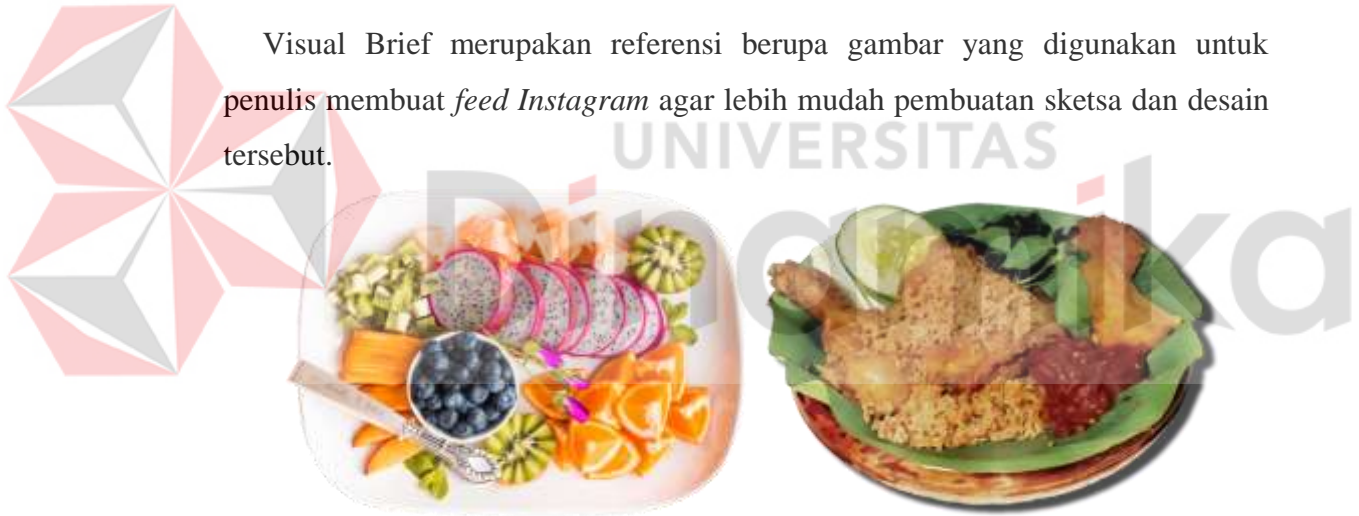 Visual Brief merupakan referensi berupa gambar yang digunakan untuk
penulis membuat feed Instagram agar lebih mudah pembuatan sketsa dan desain
tersebut.
UNIVERSITAS
Dinamika